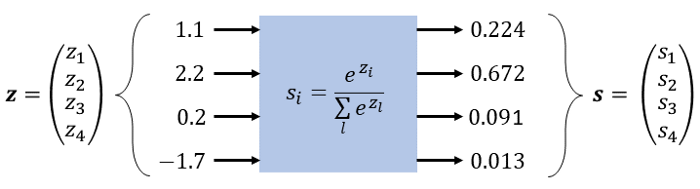 1.1
2.2
0.2
−1.7
z = (z₁ z₂ z₃ z₄)
sᵢ = e^{zᵢ} / ∑ₗ e^{zₗ}
0.224
0.672
0.091
0.013
s = (s₁ s₂ s₃ s₄)